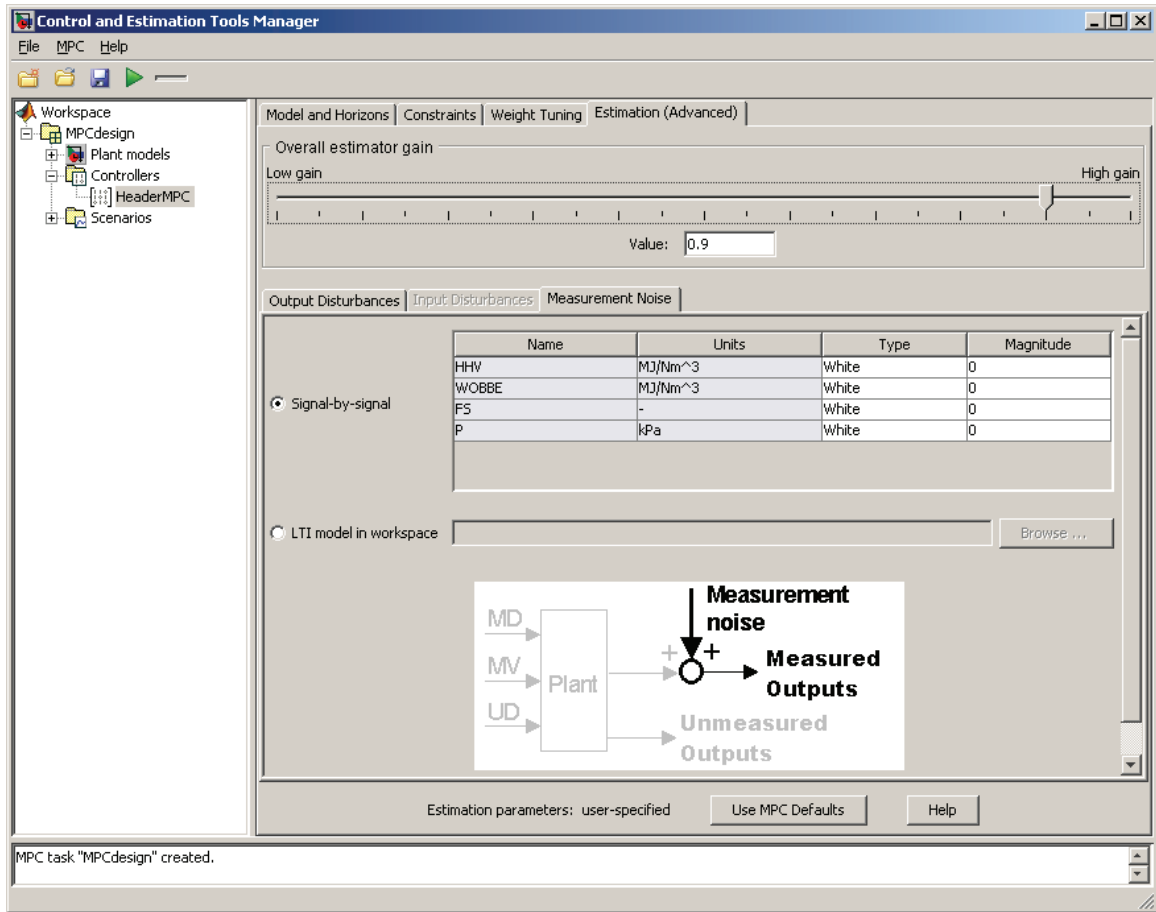 Control and Estimation Tools Manager
File MPC Help
Workspace
MPCdesign
Plant models
Controllers
HeaderMPC
Scenarios
Model and Horizons Constraints Weight Tuning Estimation (Advanced)
Overall estimator gain
Low gain High gain
Value: 0.9
Output Disturbances Input Disturbances Measurement Noise
Name Units Type Magnitude
HHV MJ/Nm^3 White 0
WOBBE MJ/Nm^3 White 0
FS - White 0
P kPa White 0
Signal-by-signal
LTI model in workspace Browse ...
Measurement
noise
MD
MV
UD
Plant
+ +
Measured
Outputs
Unmeasured
Outputs
Estimation parameters: user-specified Use MPC Defaults Help
MPC task "MPCdesign" created.